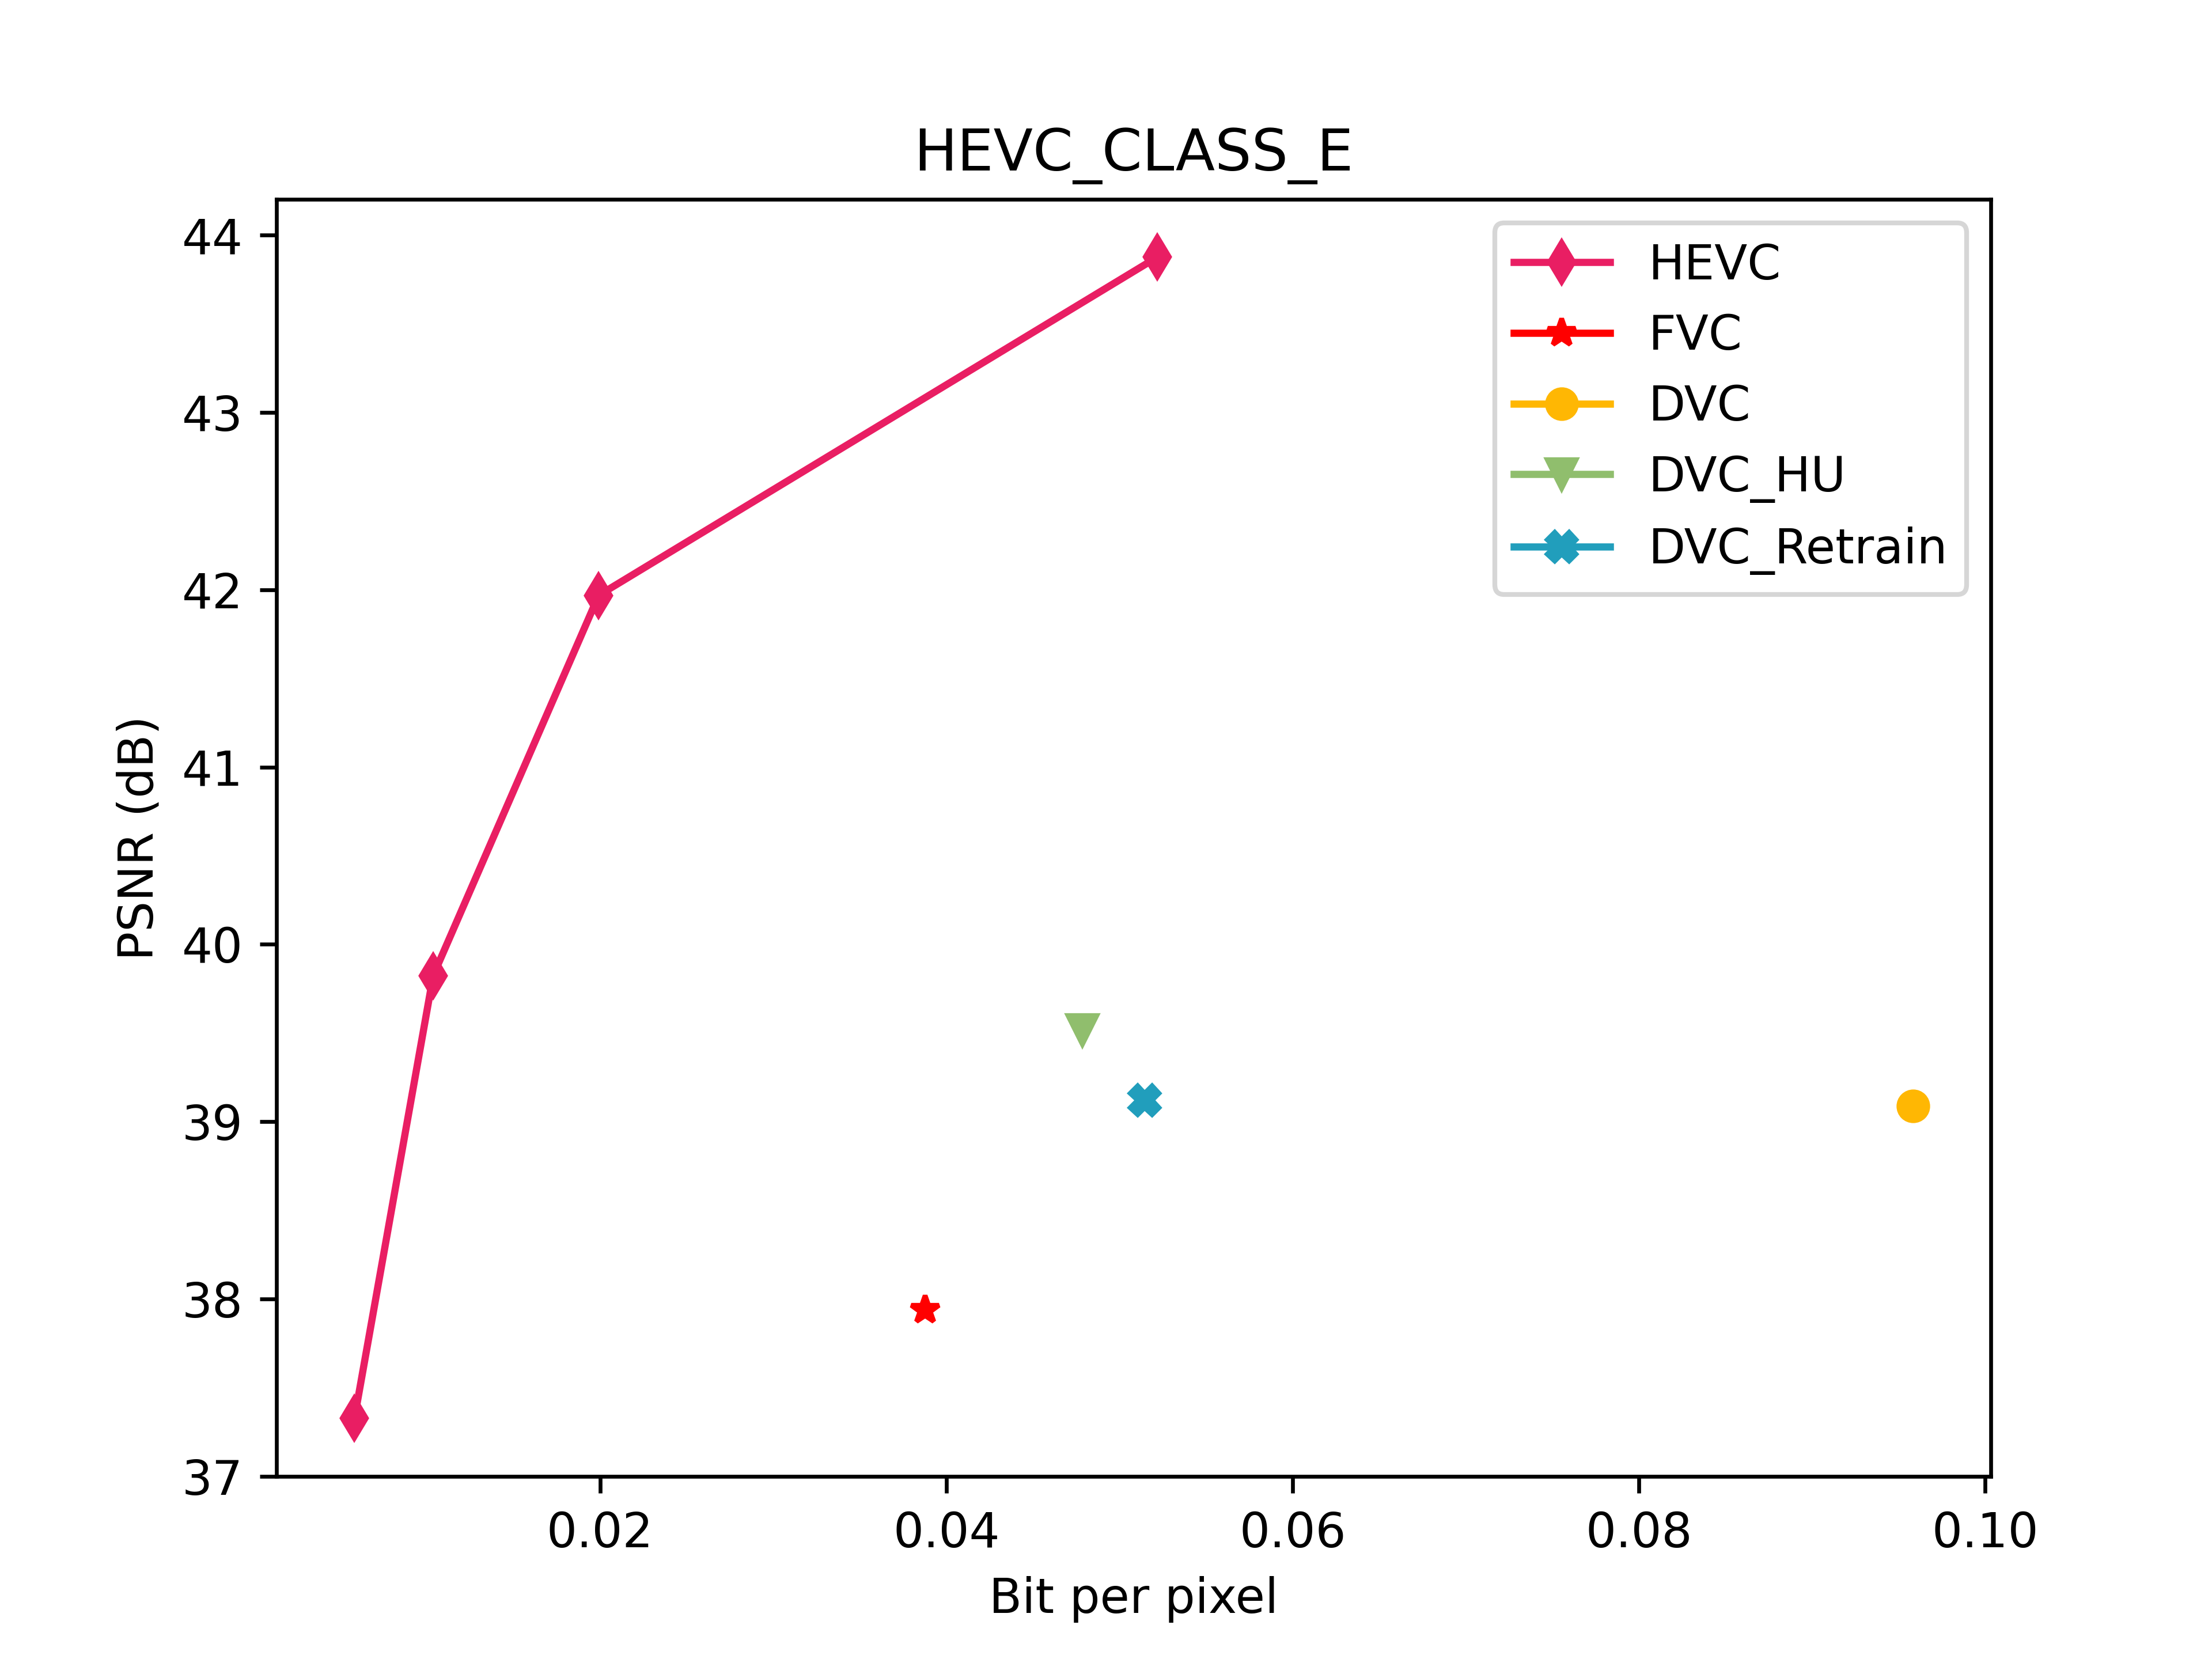 HEVC_CLASS_E
44
43
42
41
40
39
38
37
PSNR (dB)
HEVC
FVC
DVC
DVC_HU
DVC_Retrain
0.02 0.04 0.06 0.08 0.10
Bit per pixel